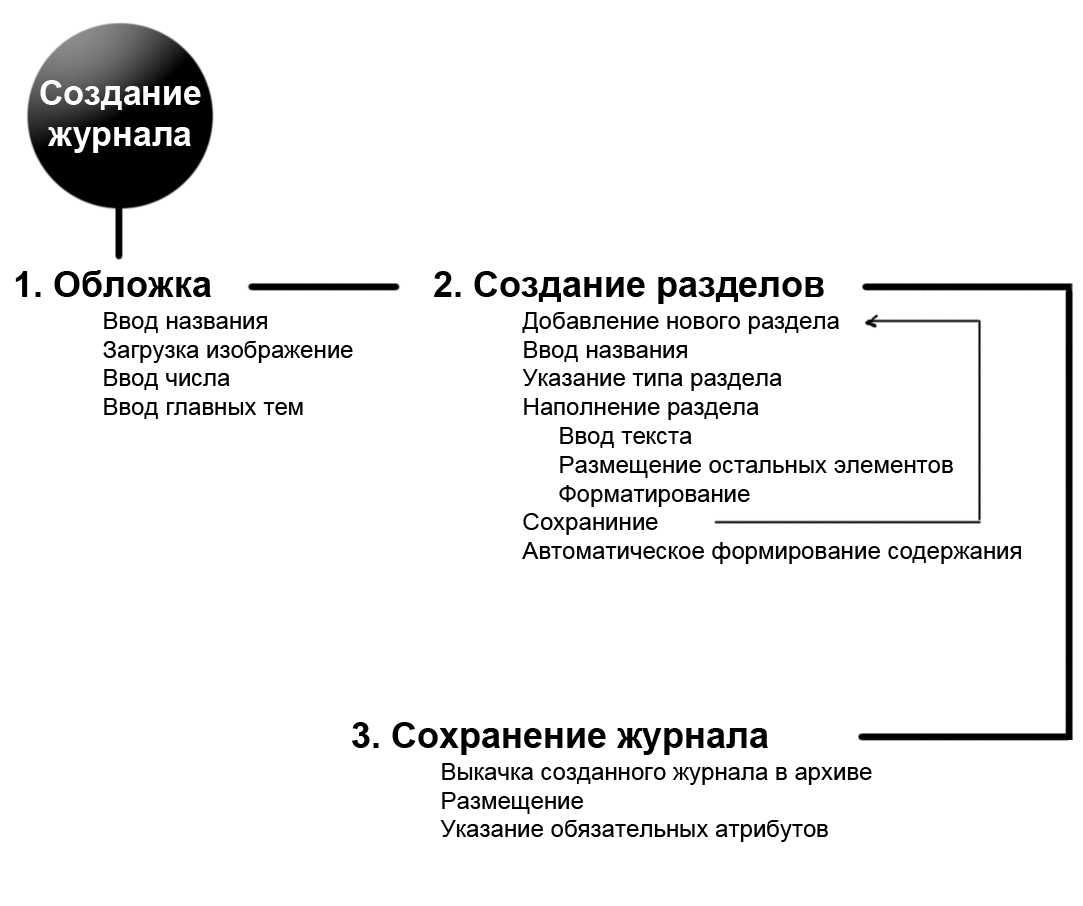 Создание
журнала
1. Обложка
Ввод названия
Загрузка изображение
Ввод числа
Ввод главных тем
2. Создание разделов
Добавление нового раздела
Ввод названия
Указание типа раздела
Наполнение раздела
Ввод текста
Размещение остальных элементов
Форматирование
Сохраниние
Автоматическое формирование содержания
3. Сохранение журнала
Выкачка созданного журнала в архиве
Размещение
Указание обязательных атрибутов